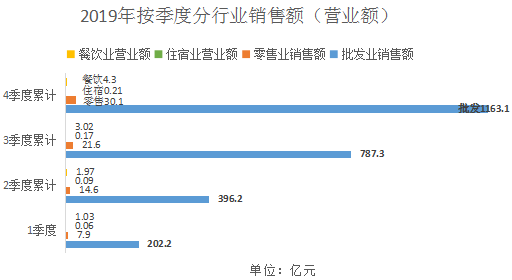 2019年按季度分行业销售额（营业额）
餐饮业营业额 住宿业营业额 零售业销售额 批发业销售额
4季度累计
餐饮4.3
住宿0.21
零售30.1
批发1163.1
3季度累计
3.02
0.17
21.6
787.3
2季度累计
1.97
0.09
14.6
396.2
1季度
1.03
0.06
7.9
202.2
单位：亿元